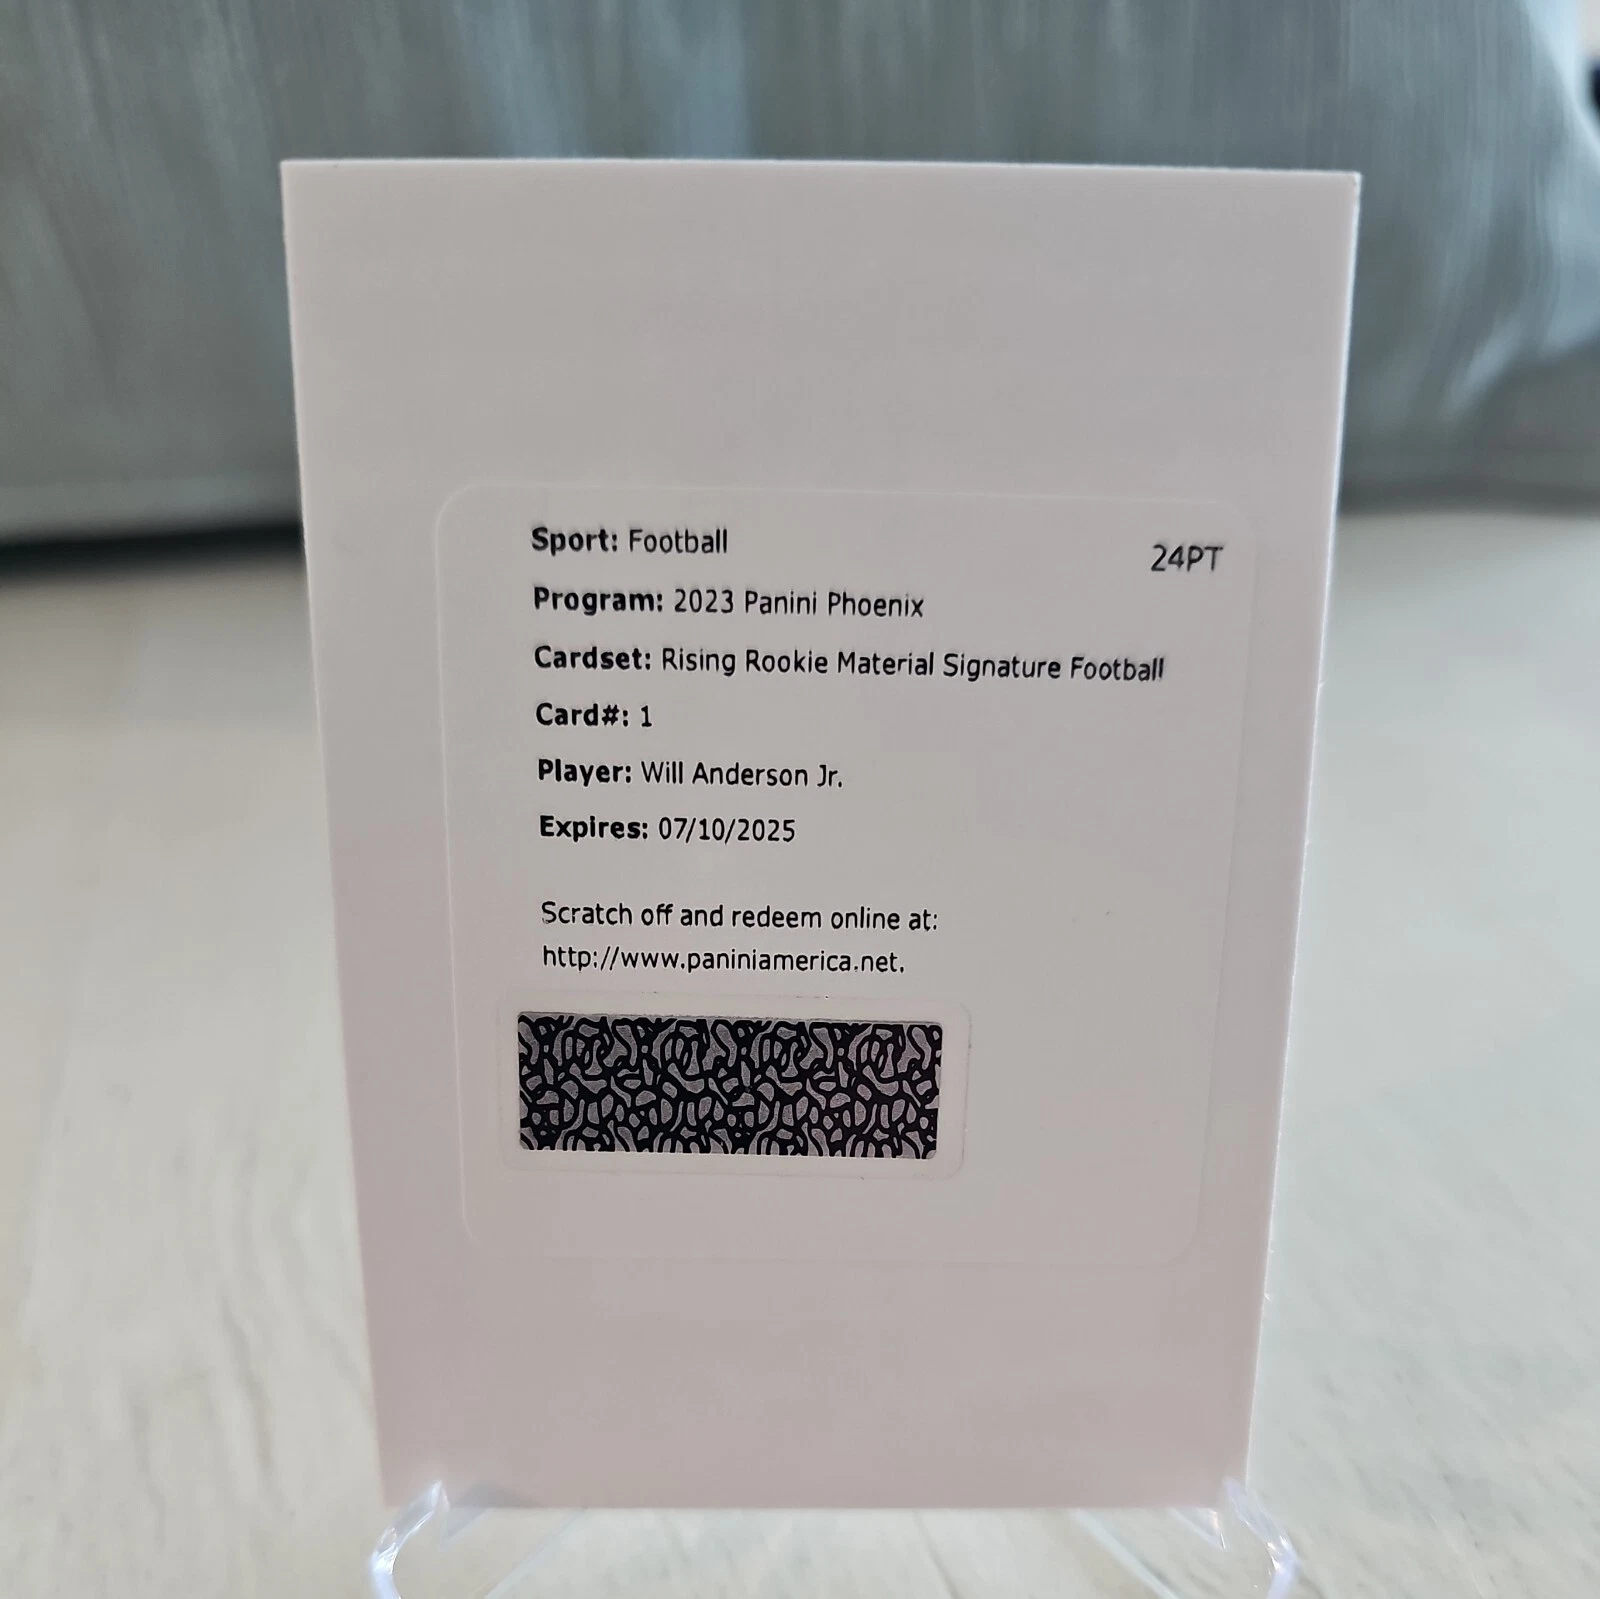 Sport: Football
24PT
Program: 2023 Panini Phoenix
Cardset: Rising Rookie Material Signature Football
Card#: 1
Player: Will Anderson Jr.
Expires: 07/10/2025
Scratch off and redeem online at:
http://www.paniniamerica.net.